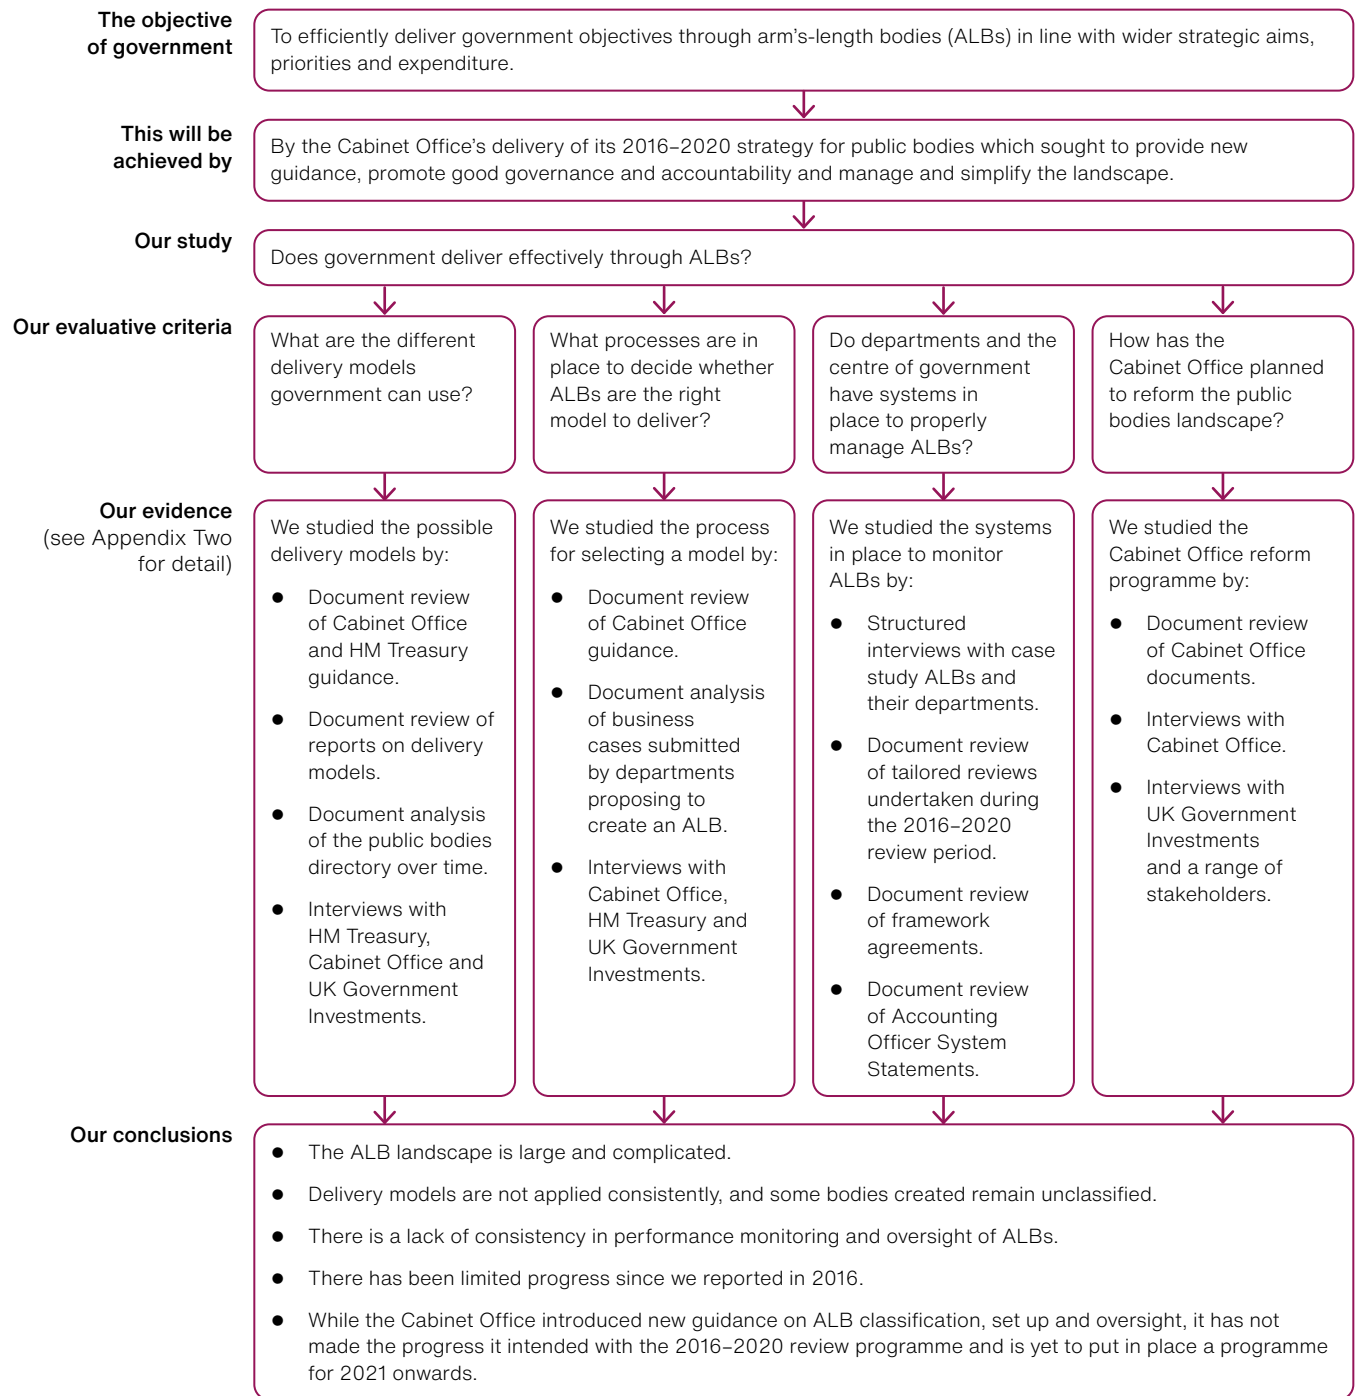 The objective
of government
To efficiently deliver government objectives through arm's-length bodies (ALBs) in line with wider strategic aims,
priorities and expenditure.
This will be
achieved by
By the Cabinet Office's delivery of its 2016–2020 strategy for public bodies which sought to provide new
guidance, promote good governance and accountability and manage and simplify the landscape.
Our study
Does government deliver effectively through ALBs?
Our evaluative criteria
What are the different
delivery models
government can use?
What processes are in
place to decide whether
ALBs are the right
model to deliver?
Do departments and the
centre of government
have systems in
place to properly
manage ALBs?
How has the
Cabinet Office planned
to reform the public
bodies landscape?
Our evidence
(see Appendix Two
for detail)
We studied the possible
delivery models by:
● Document review
of Cabinet Office
and HM Treasury
guidance.
● Document review of
reports on delivery
models.
● Document analysis
of the public bodies
directory over time.
● Interviews with
HM Treasury,
Cabinet Office and
UK Government
Investments.
We studied the process
for selecting a model by:
● Document review
of Cabinet Office
guidance.
● Document analysis
of business
cases submitted
by departments
proposing to
create an ALB.
● Interviews with
Cabinet Office,
HM Treasury and
UK Government
Investments.
We studied the systems
in place to monitor
ALBs by:
● Structured
interviews with case
study ALBs and
their departments.
● Document review
of tailored reviews
undertaken during
the 2016–2020
review period.
● Document review
of framework
agreements.
● Document review
of Accounting
Officer System
Statements.
We studied the
Cabinet Office reform
programme by:
● Document review
of Cabinet Office
documents.
● Interviews with
Cabinet Office.
● Interviews with
UK Government
Investments
and a range of
stakeholders.
Our conclusions
● The ALB landscape is large and complicated.
● Delivery models are not applied consistently, and some bodies created remain unclassified.
● There is a lack of consistency in performance monitoring and oversight of ALBs.
● There has been limited progress since we reported in 2016.
● While the Cabinet Office introduced new guidance on ALB classification, set up and oversight, it has not
made the progress it intended with the 2016–2020 review programme and is yet to put in place a programme
for 2021 onwards.